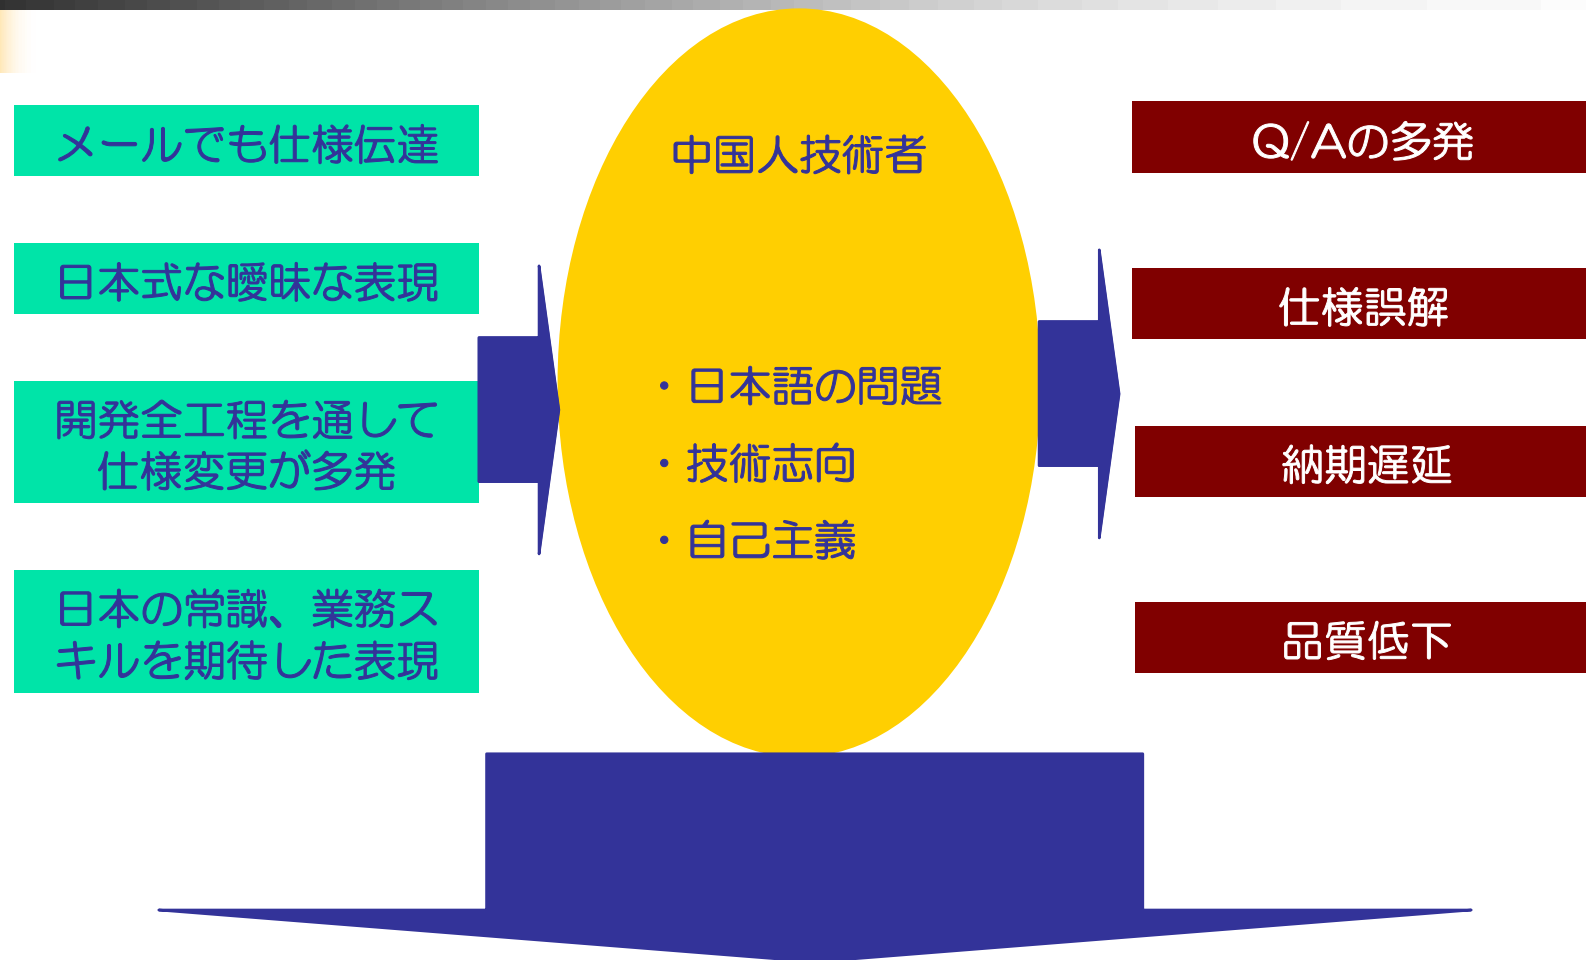 メールでも仕様伝達
日本式な曖昧な表現
開発全工程を通して
仕様変更が多発
日本の常識、業務ス
キルを期待した表現
中国人技術者
・日本語の問題
・技術志向
・自己主義
Q/Aの多発
仕様誤解
納期遅延
品質低下